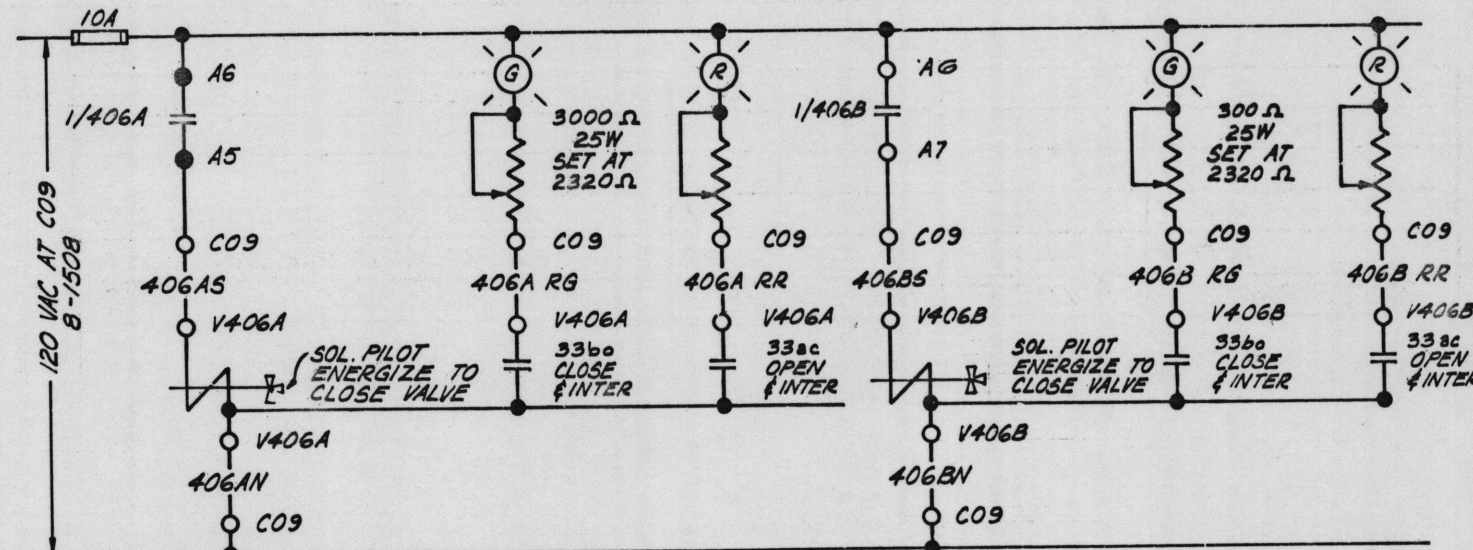 10A
120 VAC AT C09
8-1508
A6
1/406A
A5
C09
406AS
V406A
SOL. PILOT
ENERGIZE TO
CLOSE VALVE
V406A
406AN
C09
G
3000 Ω
25W
SET AT
2320 Ω
C09
406A RG
V406A
33bo
CLOSE
& INTER
R
C09
406A RR
V406A
33ac
OPEN
& INTER
A6
1/406B
A7
C09
406BS
V406B
SOL. PILOT
ENERGIZE TO
CLOSE VALVE
V406B
406BN
C09
G
300 Ω
25W
SET AT
2320 Ω
C09
406B RG
V406B
33bo
CLOSE
& INTER
R
C09
406B RR
V406B
33ac
OPEN
& INTER